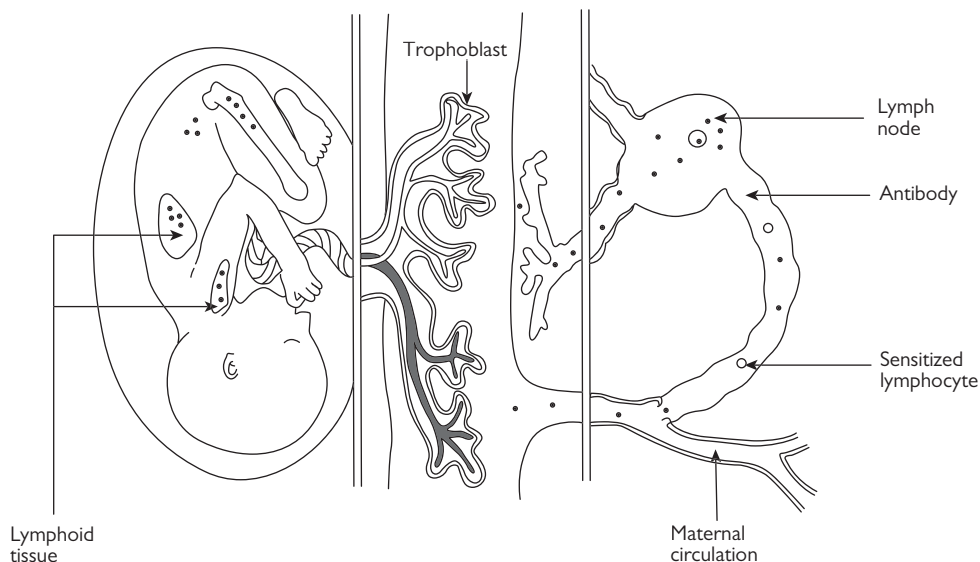 Trophoblast
Lymph
node
Antibody
Sensitized
lymphocyte
Lymphoid
tissue
Maternal
circulation